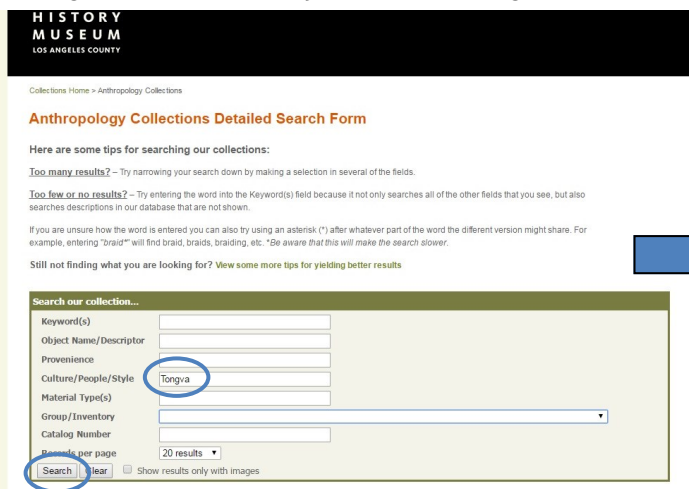 HISTORY
MUSEUM
LOS ANGELES COUNTY
Collections Home > Anthropology Collections
Anthropology Collections Detailed Search Form
Here are some tips for searching our collections:
Too many results? – Try narrowing your search down by making a selection in several of the fields.
Too few or no results? – Try entering the word into the Keyword(s) field because it not only searches all of the other fields that you see, but also
searches descriptions in our database that are not shown.
If you are unsure how the word is entered you can also try using an asterisk (*) after whatever part of the word the different version might share. For
example, entering "braid*" will find braid, braids, braiding, etc. *Be aware that this will make the search slower.
Still not finding what you are looking for? View some more tips for yielding better results
Search our collection...
Keyword(s)
Object Name/Descriptor
Provenience
Culture/People/Style Tongva
Material Type(s)
Group/Inventory
Catalog Number
Records per page 20 results
Search Clear Show results only with images